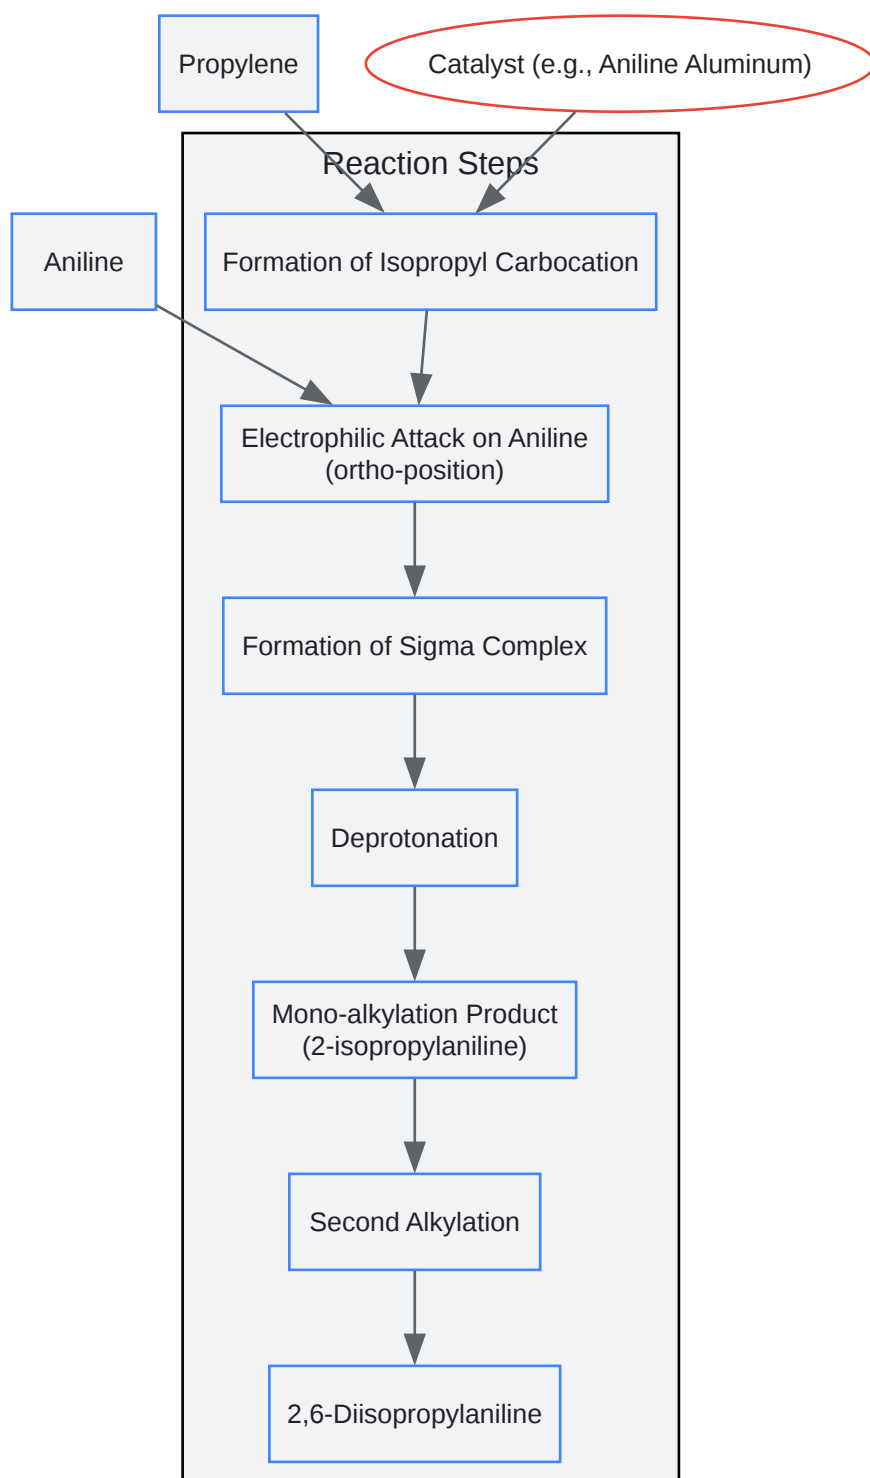 Propylene
Catalyst (e.g., Aniline Aluminum)
Reaction Steps
Aniline
Formation of Isopropyl Carbocation
Electrophilic Attack on Aniline
(ortho-position)
Formation of Sigma Complex
Deprotonation
Mono-alkylation Product
(2-isopropylaniline)
Second Alkylation
2,6-Diisopropylaniline